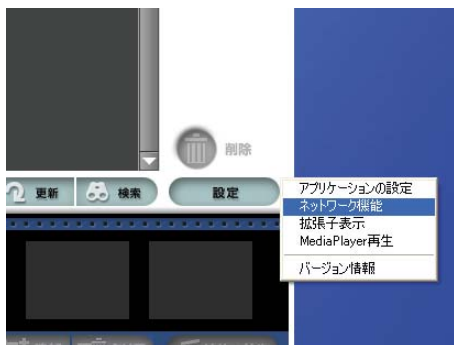 削除
更新
検索
設定
アプリケーションの設定
ネットワーク機能
拡張子表示
MediaPlayer再生
バージョン情報